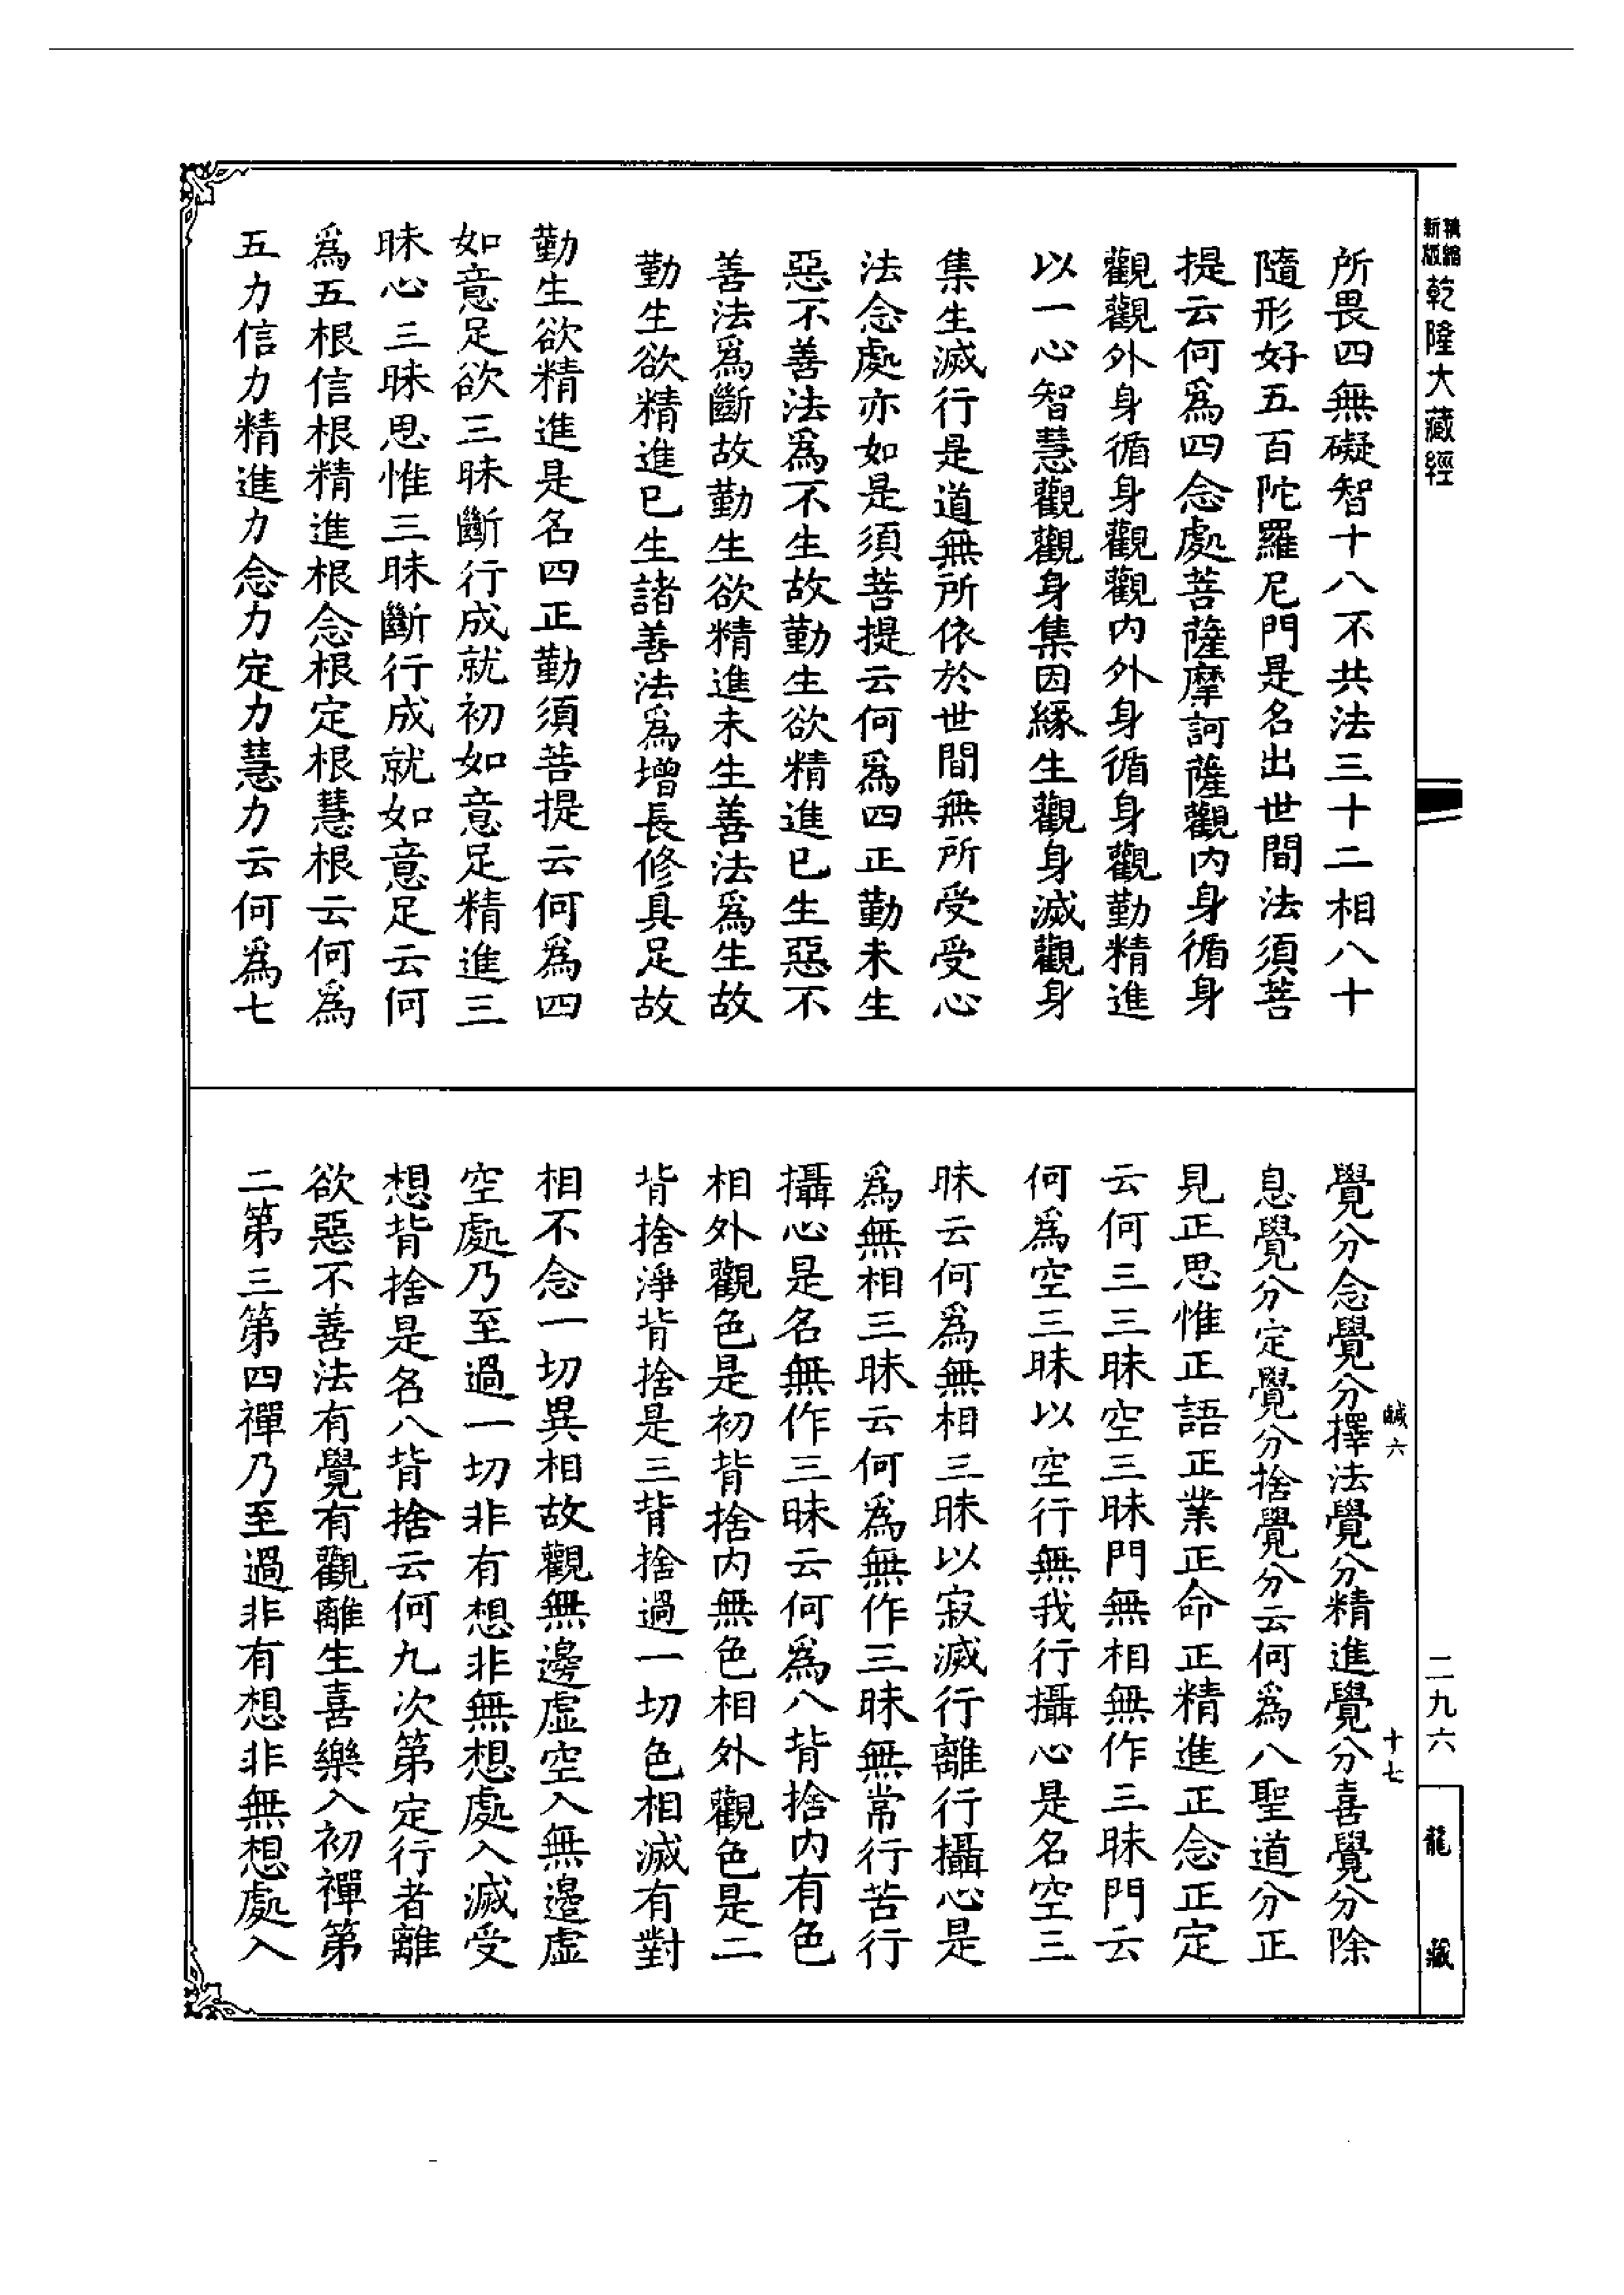 新版
精縮
乾隆大藏經
所畏四無礙智十八不共法三十二相八十
隨形好五百陀羅尼門是名出世間法須菩
提云何爲四念處菩薩摩訶薩觀内身循身
觀觀外身循身觀觀内外身循身觀勤精進
以一心智慧觀觀身集因緣生觀身滅觀身
集生滅行是道無所依於世間無所受受心
法念處亦如是須菩提云何爲四正勤未生
惡不善法爲不生故勤生欲精進已生惡不
善法爲斷故勤生欲精進未生善法爲生故
勤生欲精進已生諸善法爲增長修具足故
勤生欲精進是名四正勤須菩提云何爲四
如意足欲三昧斷行成就初如意足精進三
昧心三昧思惟三昧斷行成就如意足云何
爲五根信根精進根念根定根慧根云何爲
五力信力精進力念力定力慧力云何爲七
鹹六
十七
覺分念覺分擇法覺分精進覺分喜覺分除
息覺分定覺分捨覺分云何爲八聖道分正
見正思惟正語正業正命正精進正念正定
云何三三昧空三昧門無相無作三昧門云
何爲空三昧以空行無我行攝心是名空三
昧云何爲無相三昧以寂滅行離行攝心是
爲無相三昧云何爲無作三昧無常行苦行
攝心是名無作三昧云何爲八背捨内有色
相外觀色是初背捨内無色相外觀色是二
背捨淨背捨是三背捨過一切色相滅有對
相不念一切異相故觀無邊虛空入無邊虛
空處乃至過一切非有想非無想處入滅受
想背捨是名八背捨云何九次第定行者離
欲惡不善法有覺有觀離生喜樂入初禪第
二第三第四禪乃至過非有想非無想處入
二九六
龍藏